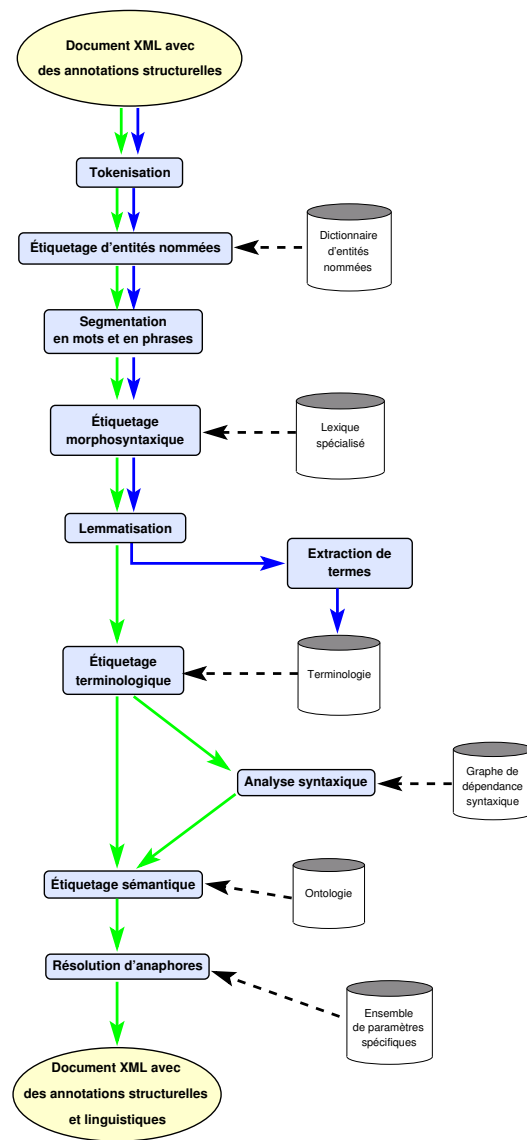 Document XML avec
des annotations structurelles
Tokenisation
Étiquetage d'entités nommées
Dictionnaire
d'entités
nommées
Segmentation
en mots et en phrases
Étiquetage
morphosyntaxique
Lexique
spécialisé
Lemmatisation
Extraction de
termes
Étiquetage
terminologique
Terminologie
Analyse syntaxique
Graphe de
dépendance
syntaxique
Étiquetage sémantique
Ontologie
Résolution d'anaphores
Ensemble
de paramètres
spécifiques
Document XML avec
des annotations structurelles
et linguistiques